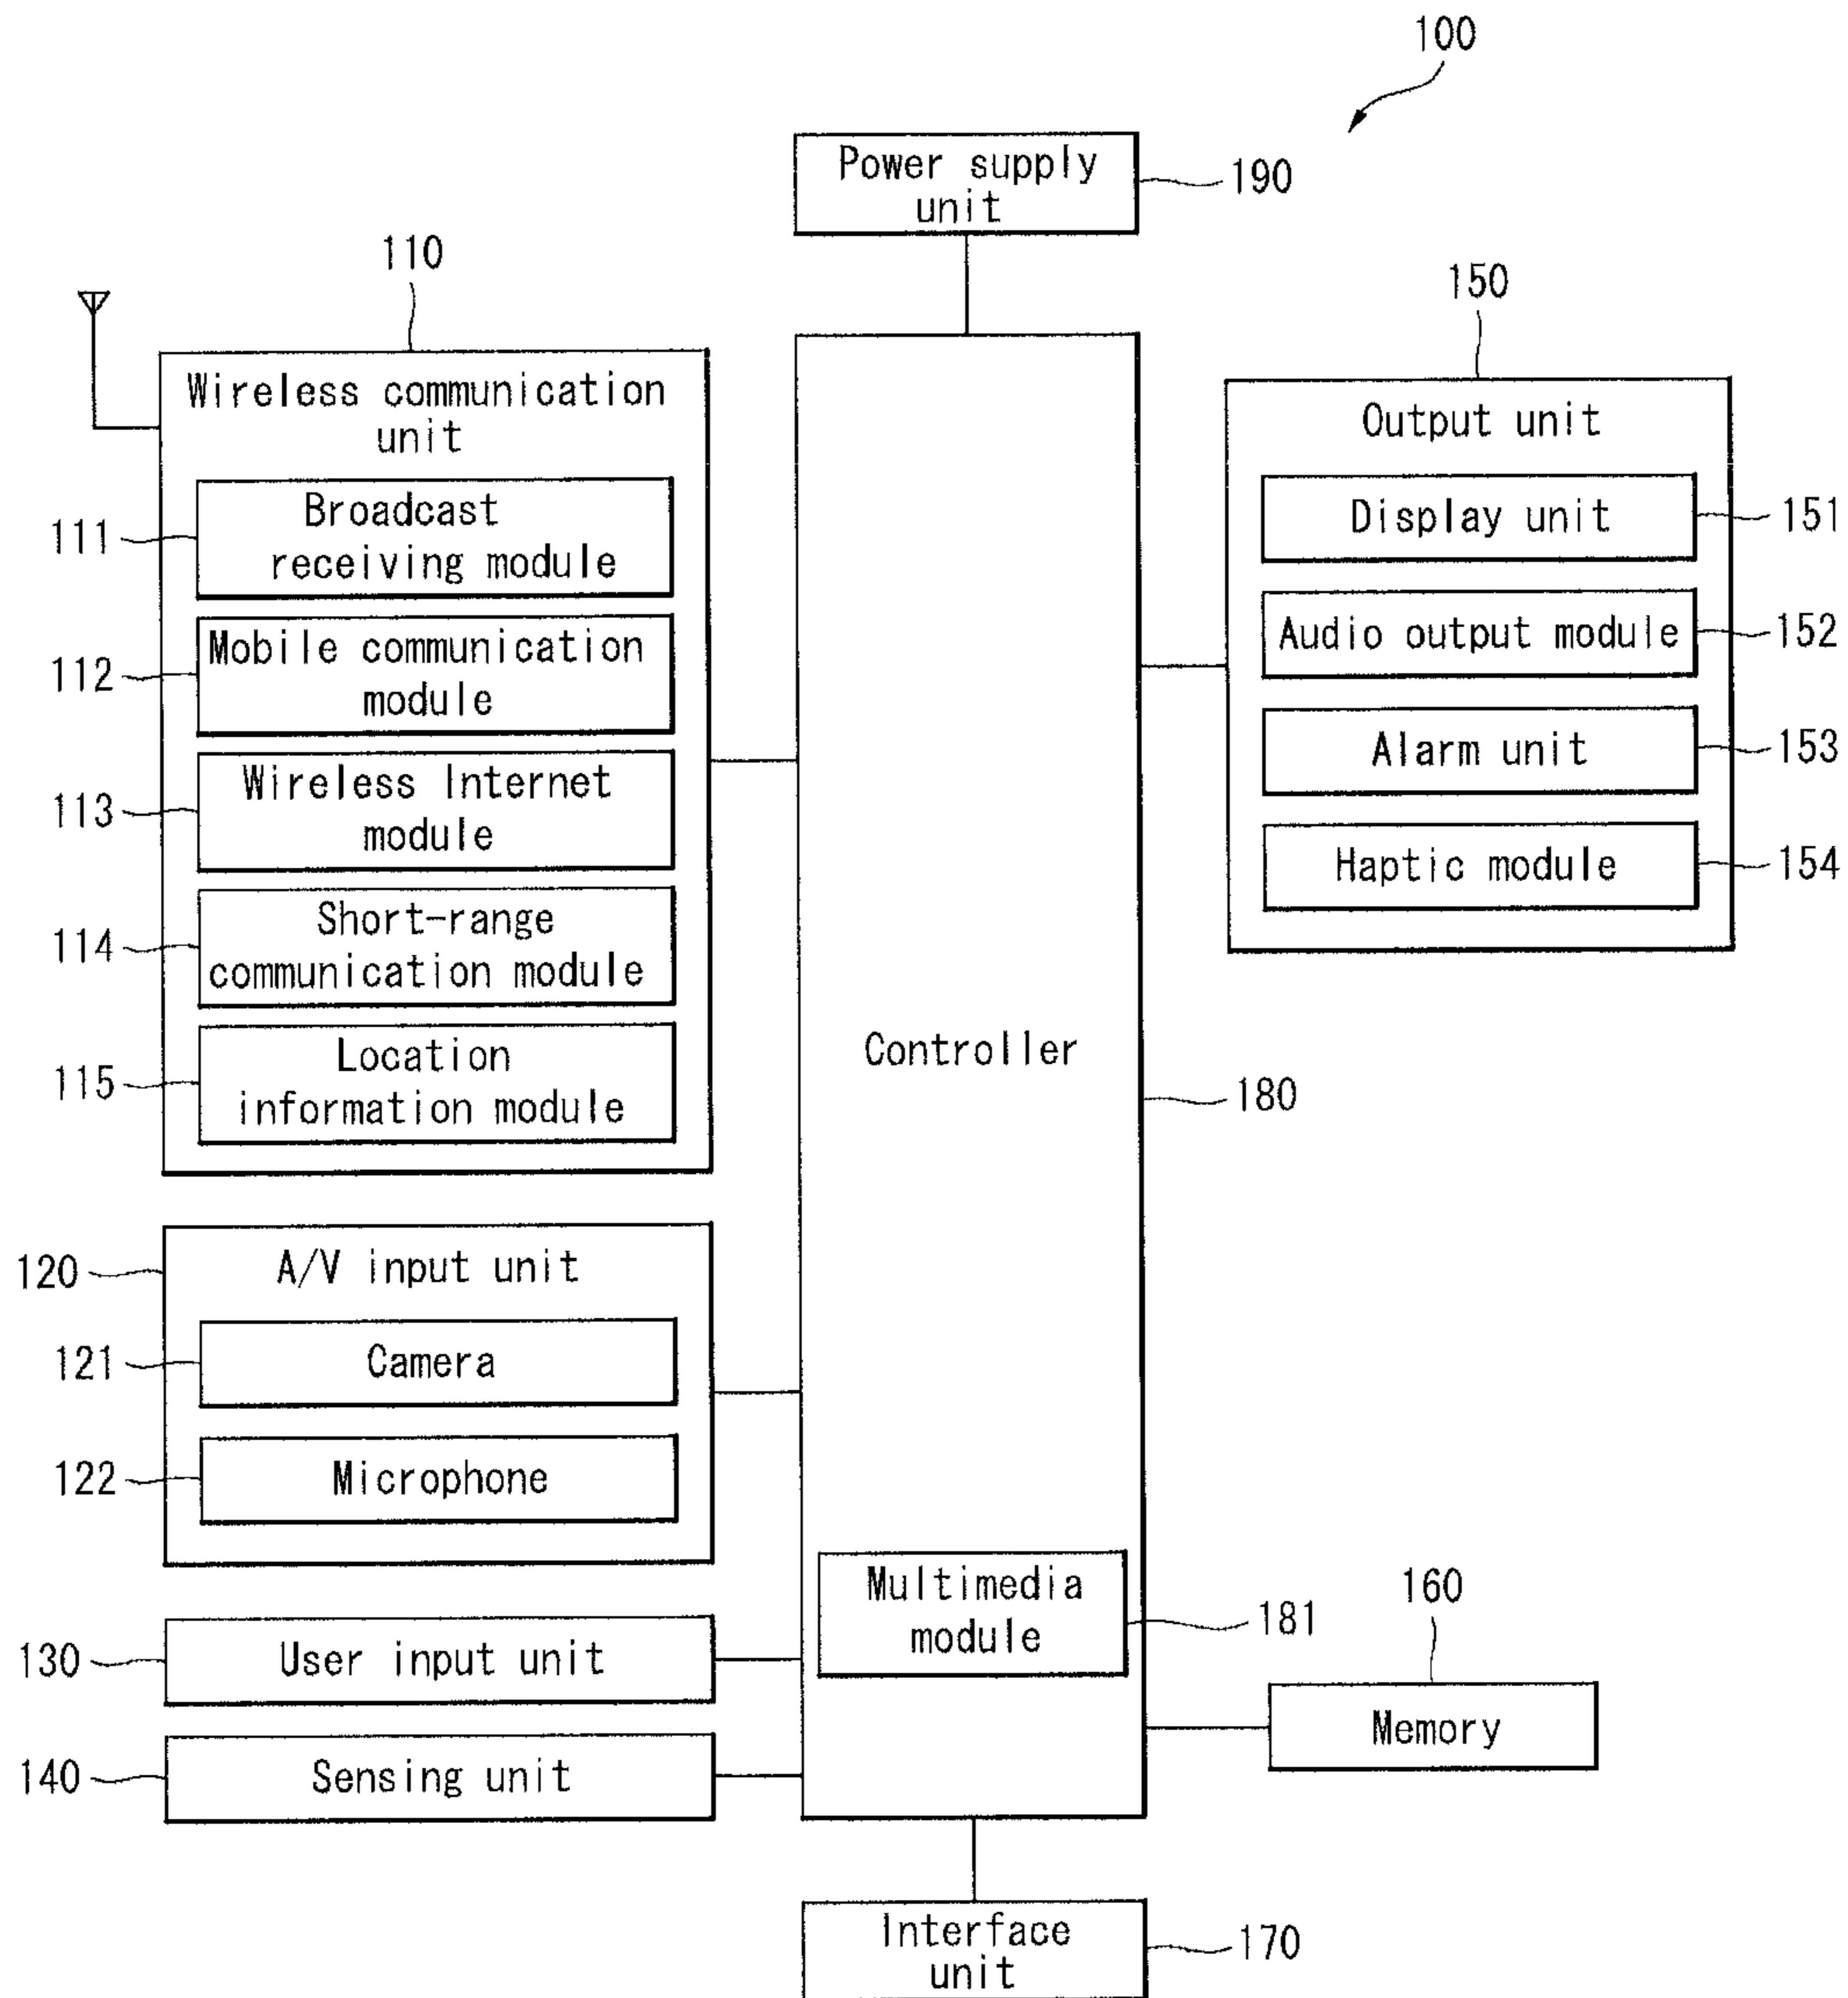 100
Power supply
unit
190
110
Wireless communication
unit
Broadcast
receiving module
111
Mobile communication
module
112
Wireless Internet
module
113
Short-range
communication module
114
Location
information module
115
120
A/V input unit
121
Camera
122
Microphone
130
User input unit
140
Sensing unit
Controller
180
Multimedia
module
181
150
Output unit
Display unit
151
Audio output module
152
Alarm unit
153
Haptic module
154
160
Memory
Interface
unit
170